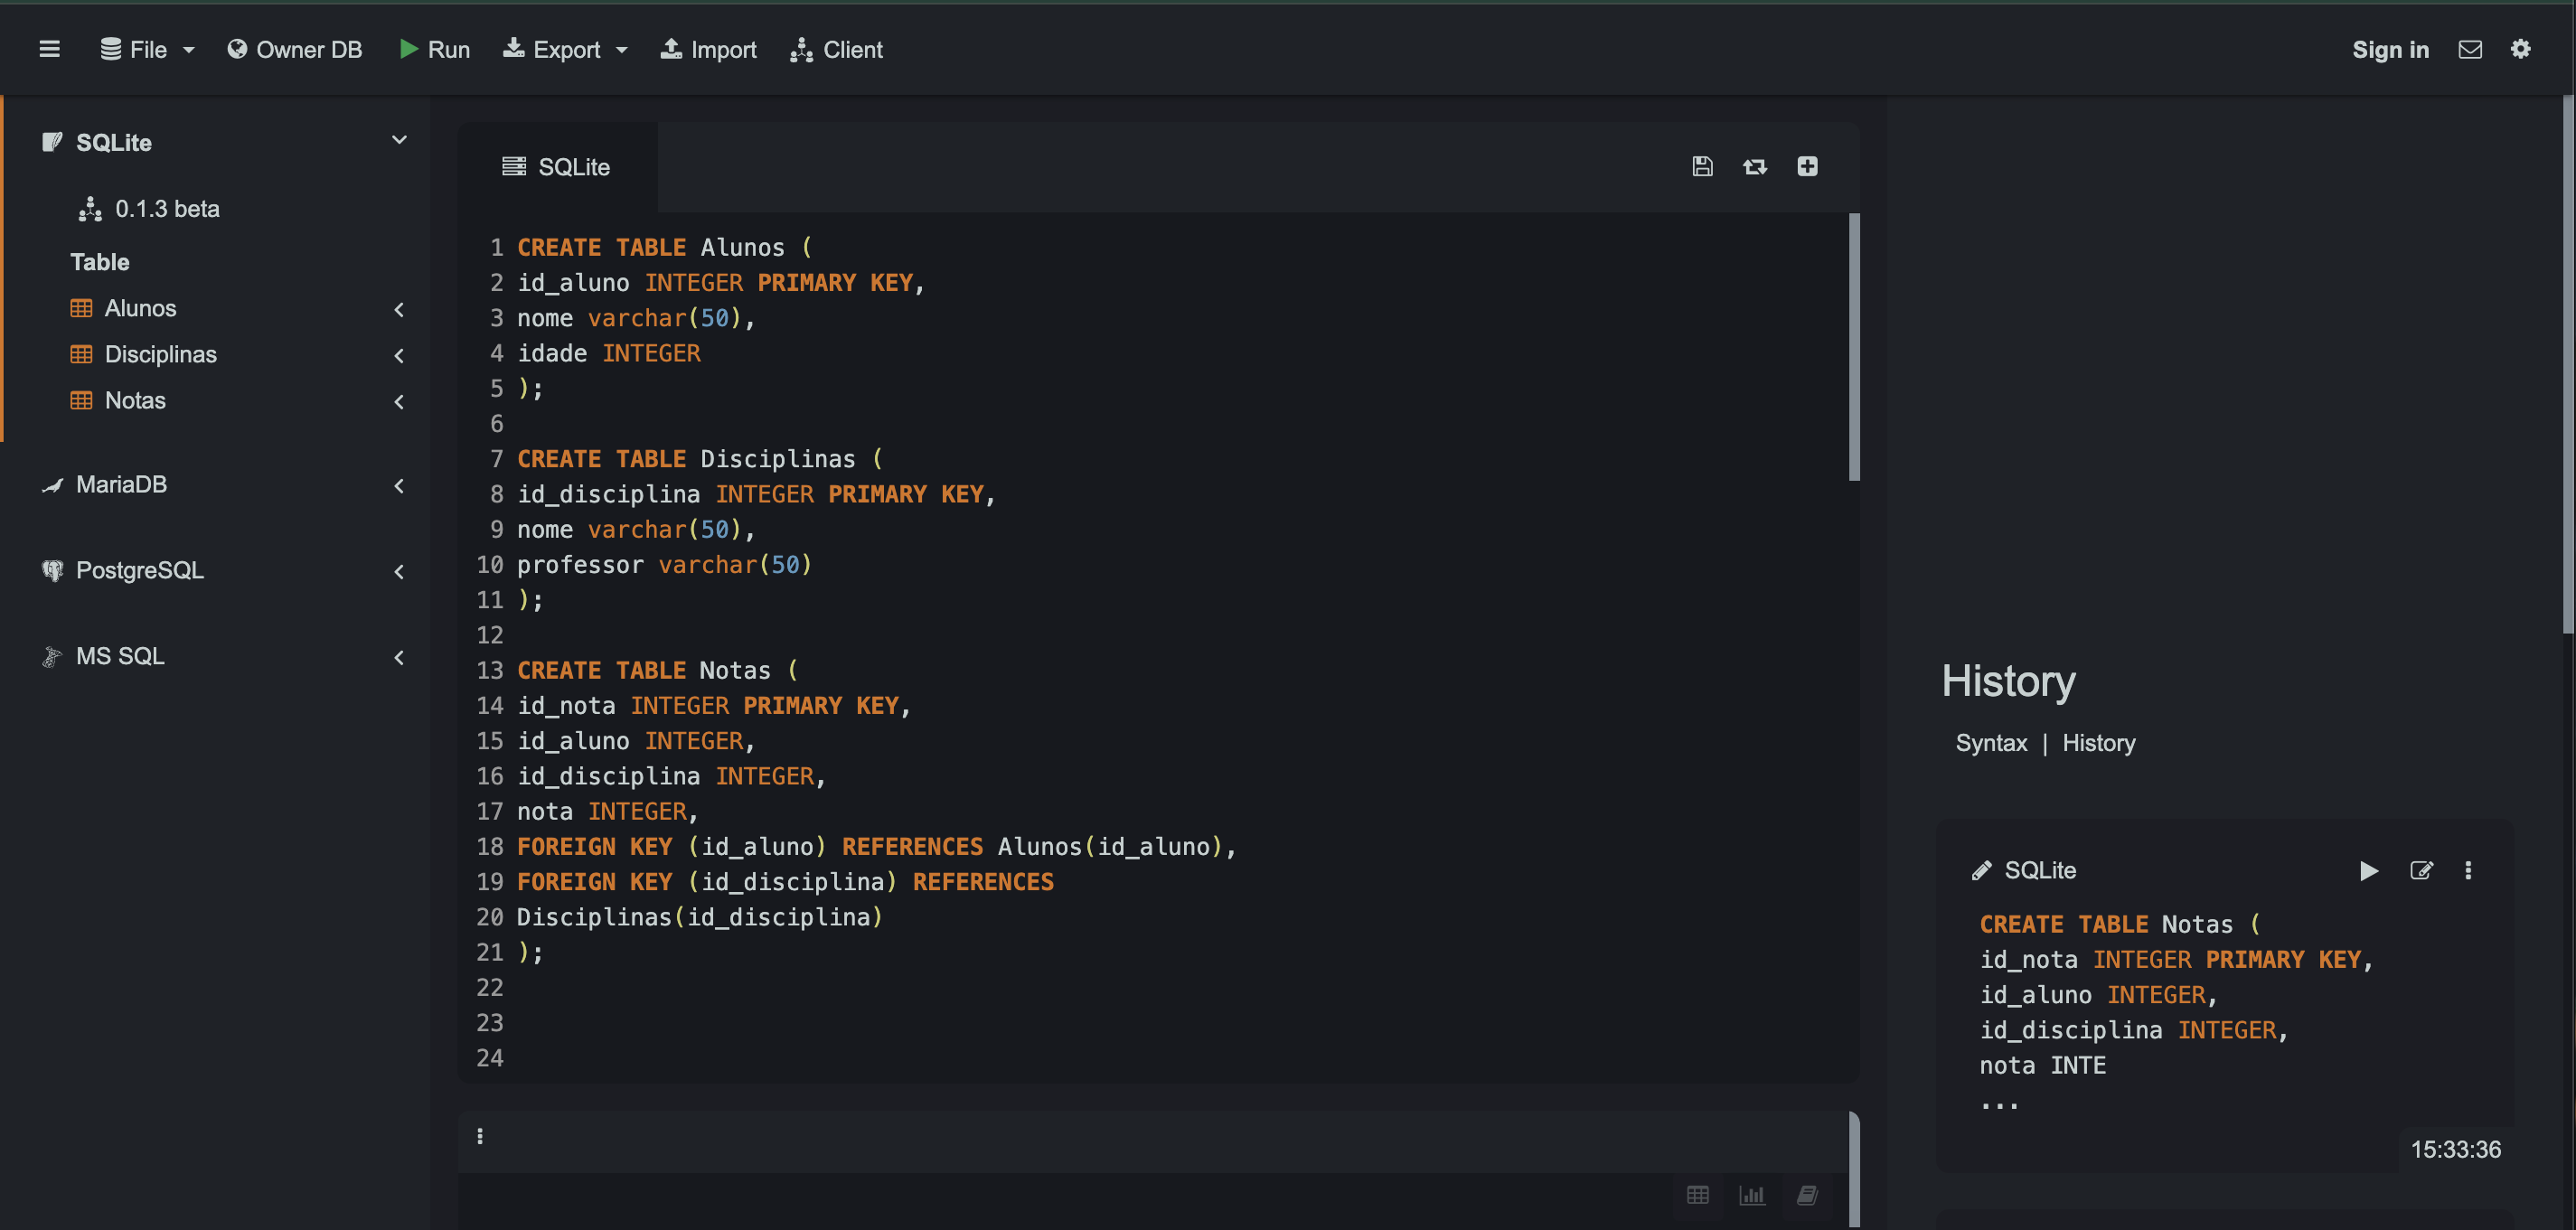 File Owner DB Run Export Import Client Sign in
SQLite
0.1.3 beta
Table
Alunos
Disciplinas
Notas
MariaDB
PostgreSQL
MS SQL
SQLite
1 CREATE TABLE Alunos (
2 id_aluno INTEGER PRIMARY KEY,
3 nome varchar(50),
4 idade INTEGER
5 );
6
7 CREATE TABLE Disciplinas (
8 id_disciplina INTEGER PRIMARY KEY,
9 nome varchar(50),
10 professor varchar(50)
11 );
12
13 CREATE TABLE Notas (
14 id_nota INTEGER PRIMARY KEY,
15 id_aluno INTEGER,
16 id_disciplina INTEGER,
17 nota INTEGER,
18 FOREIGN KEY (id_aluno) REFERENCES Alunos(id_aluno),
19 FOREIGN KEY (id_disciplina) REFERENCES
20 Disciplinas(id_disciplina)
21 );
22
23
24
History
Syntax | History
SQLite
CREATE TABLE Notas (
id_nota INTEGER PRIMARY KEY,
id_aluno INTEGER,
id_disciplina INTEGER,
nota INTE
...
15:33:36